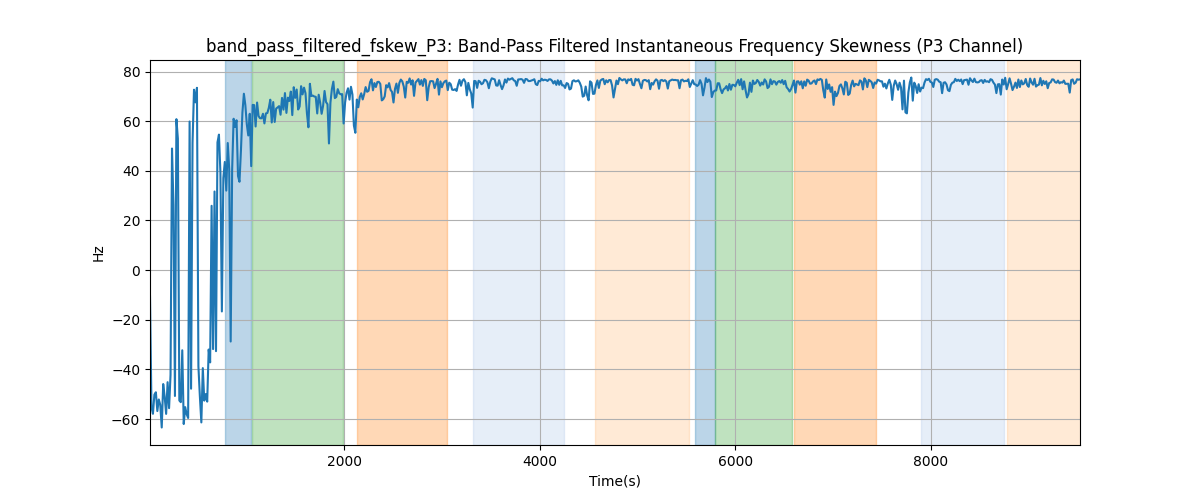 band_pass_filtered_fskew_P3: Band-Pass Filtered Instantaneous Frequency Skewness (P3 Channel)
80
60
40
20
0
−20
−40
−60
Hz
2000 4000 6000 8000
Time(s)